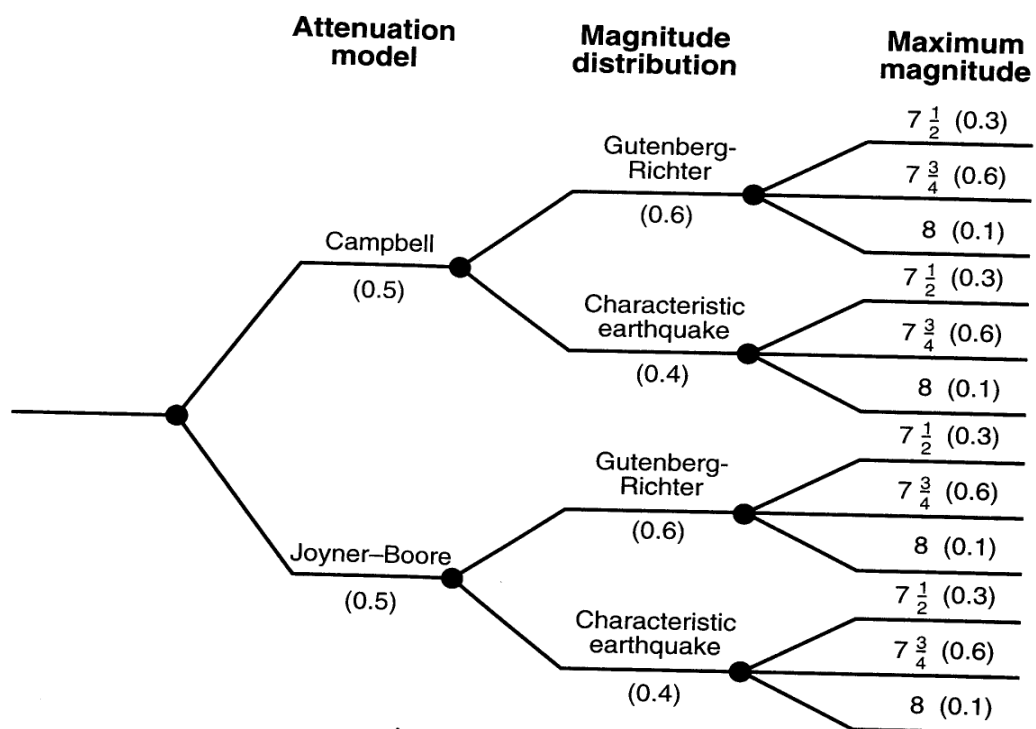 Attenuation
model
Magnitude
distribution
Maximum
magnitude
Gutenberg-
Richter
(0.6)
7 1/2 (0.3)
7 3/4 (0.6)
8 (0.1)
Campbell
(0.5)
Characteristic
earthquake
(0.4)
7 1/2 (0.3)
7 3/4 (0.6)
8 (0.1)
Gutenberg-
Richter
(0.6)
7 1/2 (0.3)
7 3/4 (0.6)
8 (0.1)
Joyner–Boore
(0.5)
Characteristic
earthquake
(0.4)
7 1/2 (0.3)
7 3/4 (0.6)
8 (0.1)